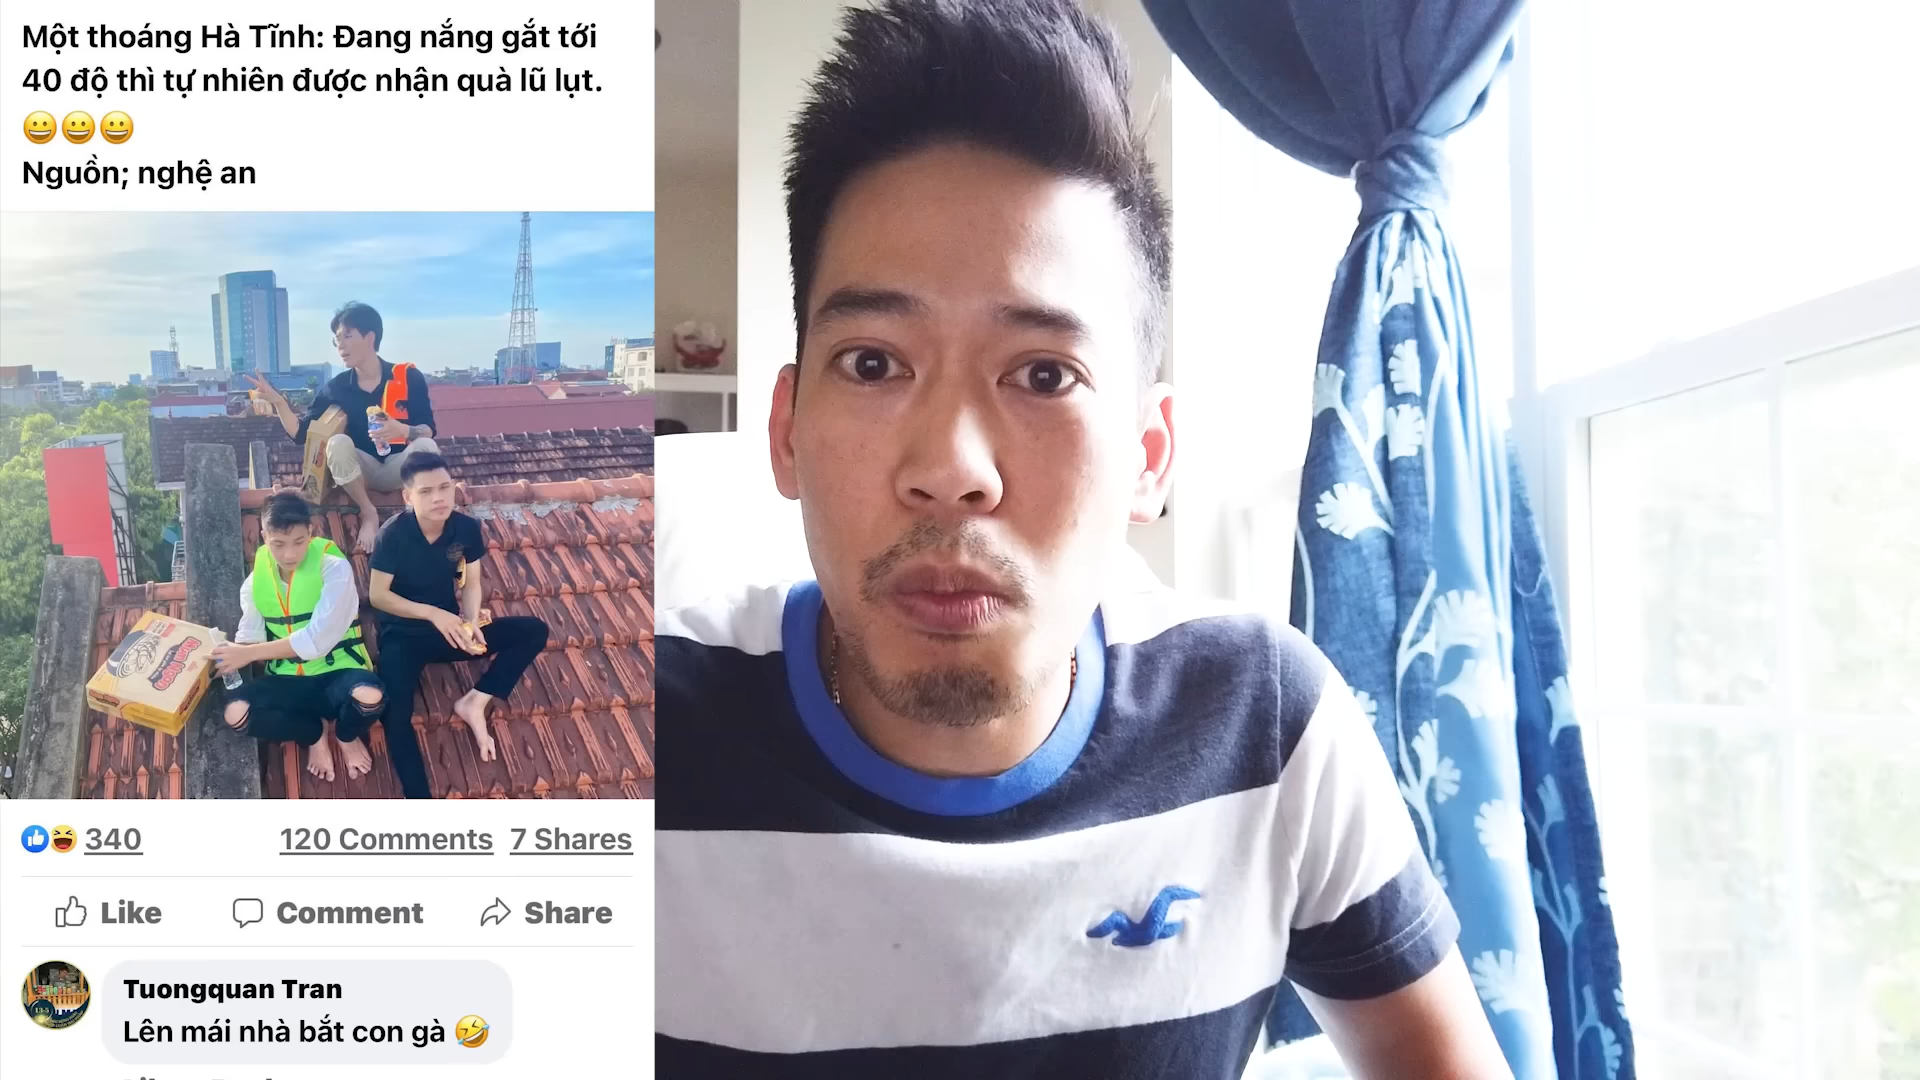 Một thoáng Hà Tĩnh: Đang nắng gắt tới
40 độ thì tự nhiên được nhận quà lũ lụt.
😀😀😀
Nguồn; nghệ an
340
120 Comments
7 Shares
Like
Comment
Share
Tuongquan Tran
Lên mái nhà bắt con gà 🤣